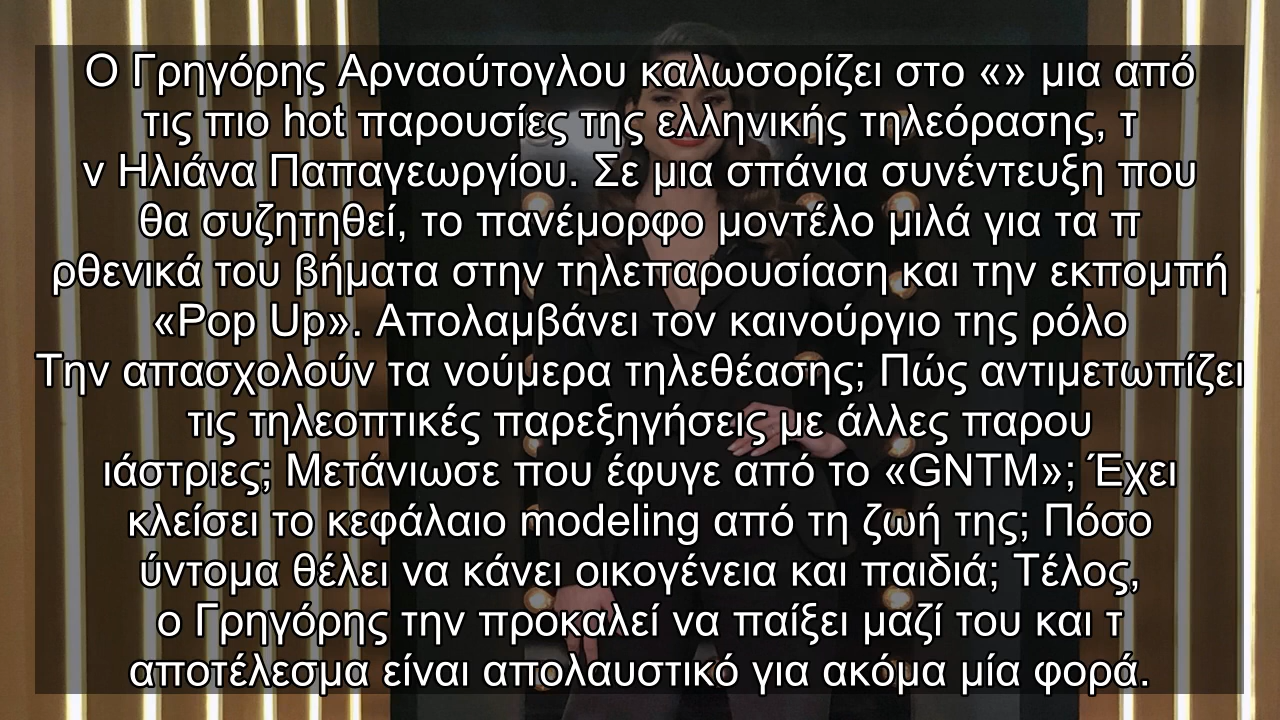 Ο Γρηγόρης Αρναούτογλου καλωσορίζει στο «» μια από
τις πιο hot παρουσίες της ελληνικής τηλεόρασης, τ
ν Ηλιάνα Παπαγεωργίου. Σε μια σπάνια συνέντευξη που
θα συζητηθεί, το πανέμορφο μοντέλο μιλά για τα π
ρθενικά του βήματα στην τηλεπαρουσίαση και την εκπομπή
«Pop Up». Απολαμβάνει τον καινούργιο της ρόλο
Την απασχολούν τα νούμερα τηλεθέασης; Πώς αντιμετωπίζει
τις τηλεοπτικές παρεξηγήσεις με άλλες παρου
ιάστριες; Μετάνιωσε που έφυγε από το «GNTM»; Έχει
κλείσει το κεφάλαιο modeling από τη ζωή της; Πόσο
ύντομα θέλει να κάνει οικογένεια και παιδιά; Τέλος,
ο Γρηγόρης την προκαλεί να παίξει μαζί του και τ
αποτέλεσμα είναι απολαυστικό για ακόμα μία φορά.